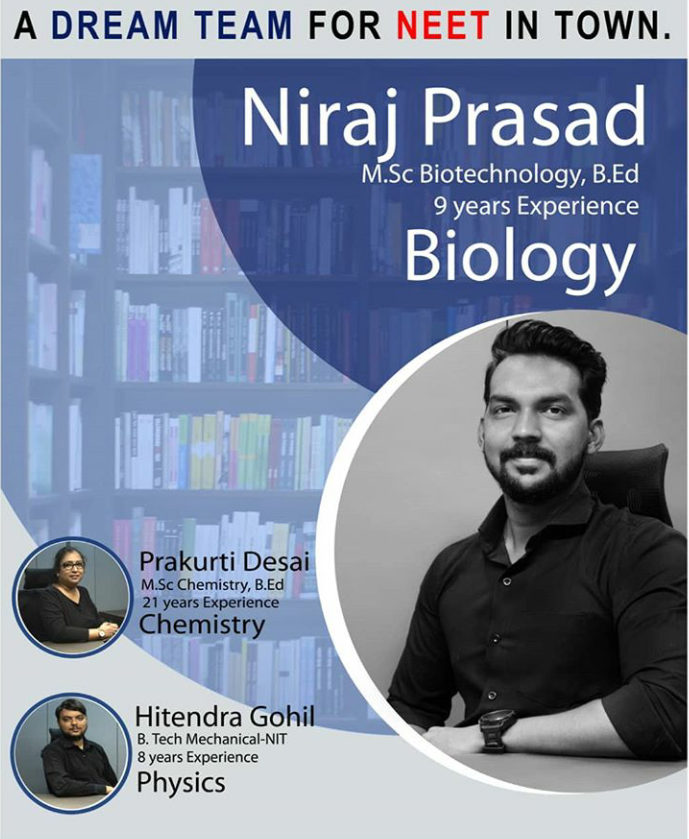 A DREAM TEAM FOR NEET IN TOWN.
Niraj Prasad
M.Sc Biotechnology, B.Ed
9 years Experience
Biology
Prakurti Desai
M.Sc Chemistry, B.Ed
21 years Experience
Chemistry
Hitendra Gohil
B. Tech Mechanical-NIT
8 years Experience
Physics